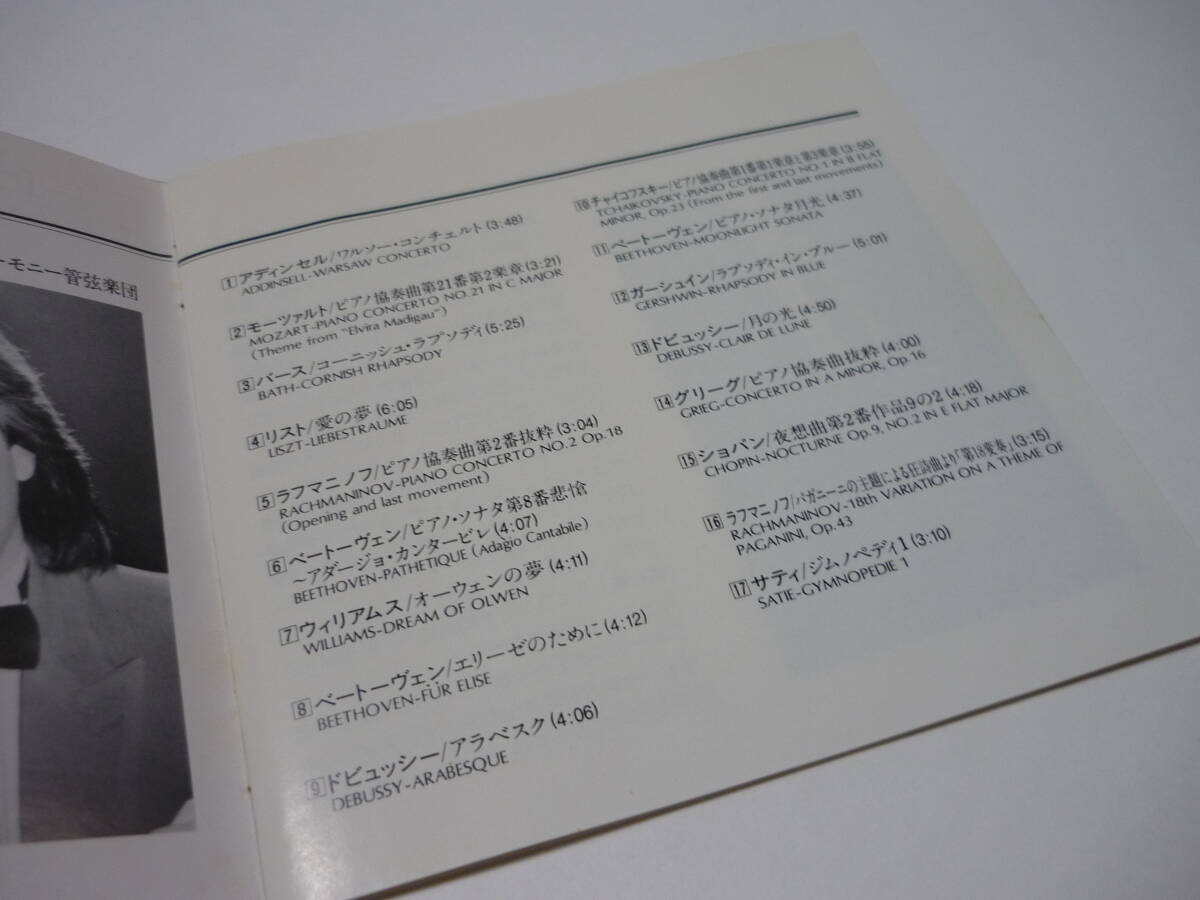 ーモニー管弦楽団
1 アディンセル/ワルソー・コンチェルト(3:48)
ADDINSELL-WARSAW CONCERTO
2 モーツァルト/ピアノ協奏曲第21番第2楽章(3:21)
MOZART-PIANO CONCERTO NO.21 IN C MAJOR
(Theme from "Elvira Madigau")
3 バース/コーニッシュ・ラプソディ(5:25)
BATH-CORNISH RHAPSODY
4 リスト/愛の夢(6:05)
LISZT-LIEBESTRAUME
5 ラフマニノフ/ピアノ協奏曲第2番抜粋(3:04)
RACHMANINOV-PIANO CONCERTO NO.2 Op.18
(Opening and last movement)
6 ベートーヴェン/ピアノ・ソナタ第8番悲愴
～アダージョ・カンタービレ(4:07)
BEETHOVEN-PATHETIQUE (Adagio Cantabile)
7 ウィリアムス/オーウェンの夢(4:11)
WILLIAMS-DREAM OF OLWEN
8 ベートーヴェン/エリーゼのために(4:12)
BEETHOVEN-FÜR ELISE
9 ドビュッシー/アラベスク(4:06)
DEBUSSY-ARABESQUE
10 チャイコフスキー/ピアノ協奏曲第1番第1楽章と第3楽章(3:55)
TCHAIKOVSKY-PIANO CONCERTO NO.1 IN B FLAT
MINOR, Op.23 (From the first and last movements)
11 ベートーヴェン/ピアノ・ソナタ月光(4:37)
BEETHOVEN-MOONLIGHT SONATA
12 ガーシュイン/ラプソディ・イン・ブルー(5:01)
GERSHWIN-RHAPSODY IN BLUE
13 ドビュッシー/月の光(4:50)
DEBUSSY-CLAIR DE LUNE
14 グリーグ/ピアノ協奏曲抜粋(4:00)
GRIEG-CONCERTO IN A MINOR, Op.16
15 ショパン/夜想曲第2番作品9の2(4:18)
CHOPIN-NOCTURNE Op.9, NO.2 IN E FLAT MAJOR
16 ラフマニノフ/パガニーニの主題による狂詩曲より「第18変奏」(3:15)
RACHMANINOV-18th VARIATION ON A THEME OF
PAGANINI, Op.43
17 サティ/ジムノペディ1(3:10)
SATIE-GYMNOPEDIE 1